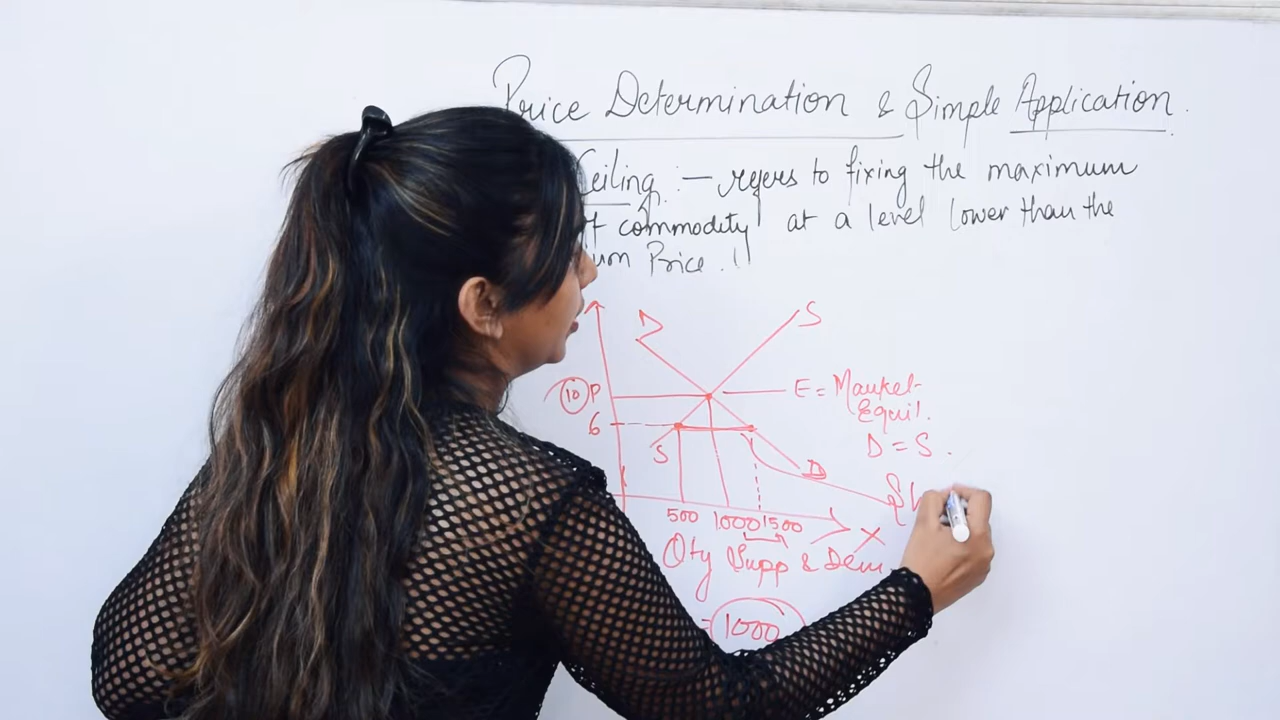 Price Determination & Simple Application.
Ceiling :— refers to fixing the maximum
commodity at a level lower than the
Price.
D
S
10 P
E = Market
Equil.
6
D = S.
S
D
500 1000 1500
X
Qty Supp & Dem
1000